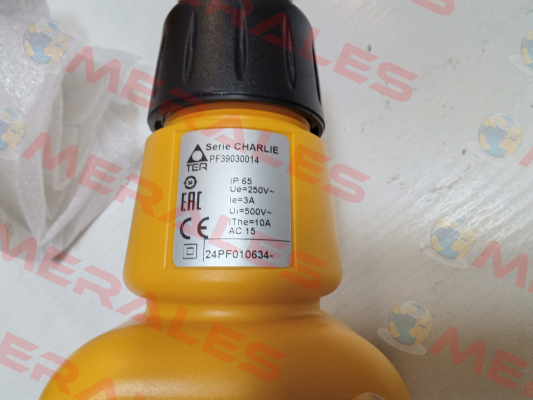 Serie CHARLIE
PF39030014
TER
IP 65
Ue=250V~
Ie=3A
Ui=500V~
IThe=10A
AC 15
EAC
CE
24PF010634-
MERALES
MERALES
MERALES
MERALES
MERALES